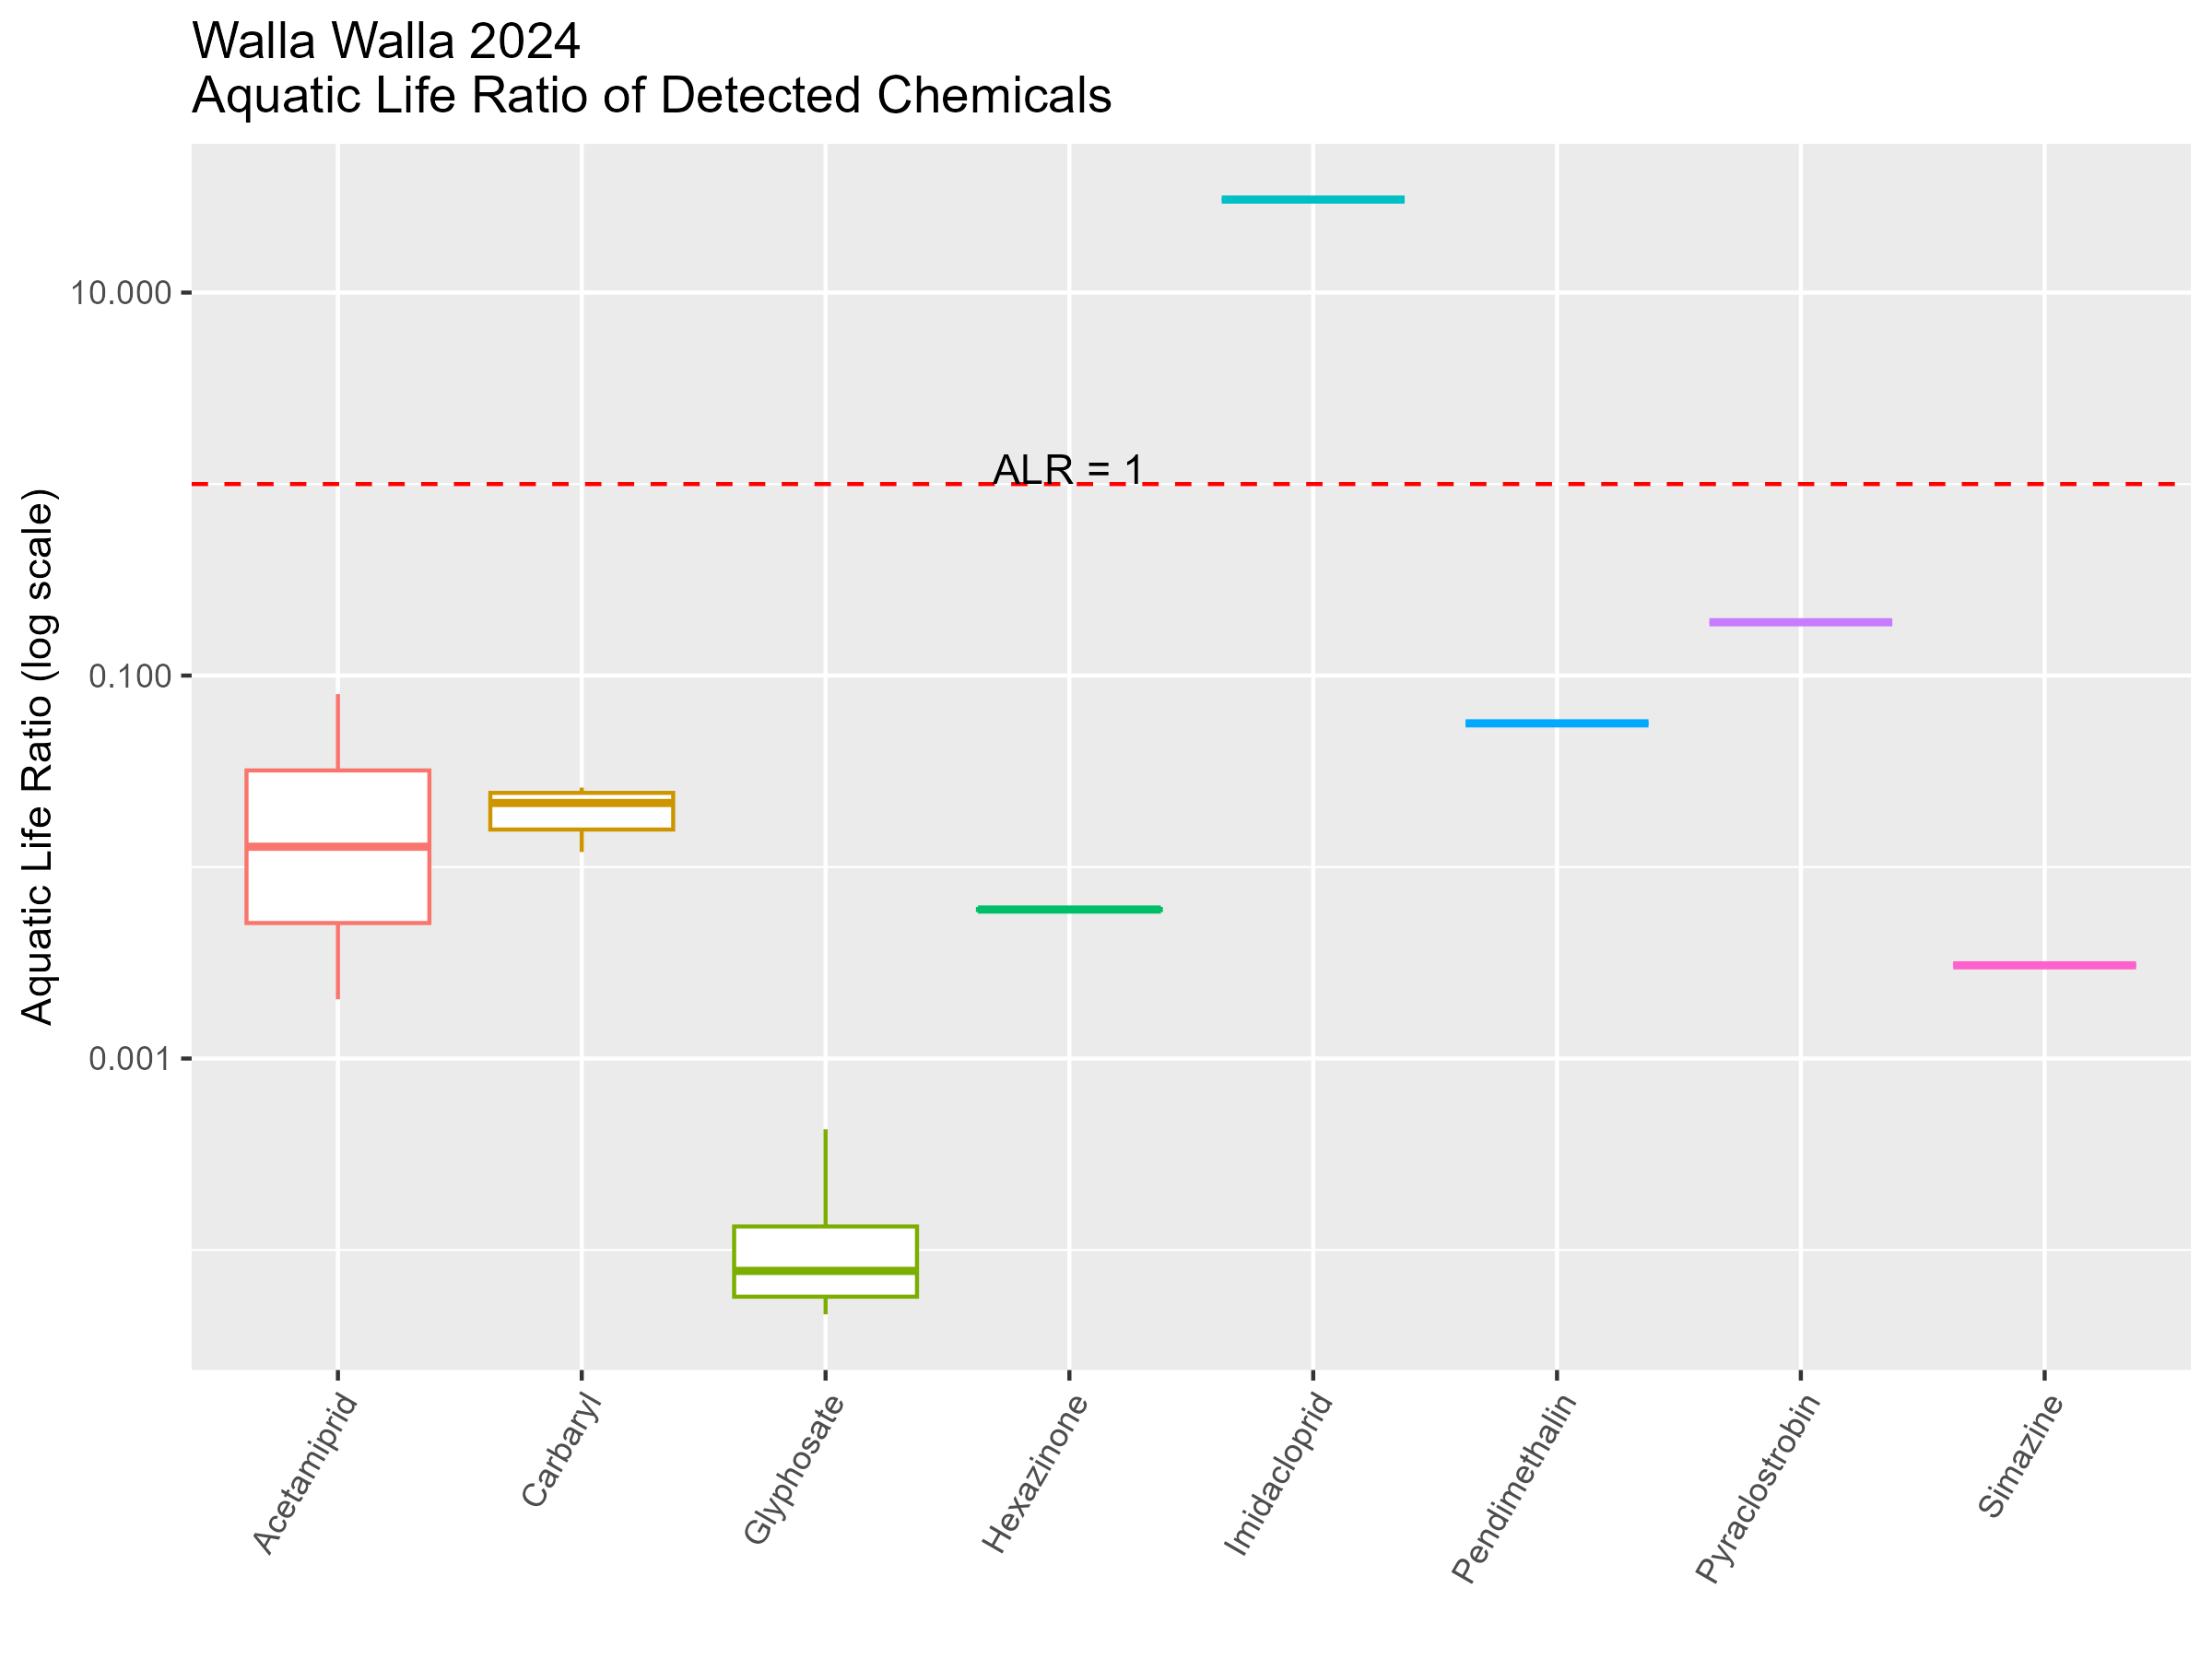 Walla Walla 2024
Aquatic Life Ratio of Detected Chemicals
Aquatic Life Ratio (log scale)
10.000
0.100
0.001
ALR = 1
Acetamiprid
Carbaryl
Glyphosate
Hexazinone
Imidacloprid
Pendimethalin
Pyraclostrobin
Simazine